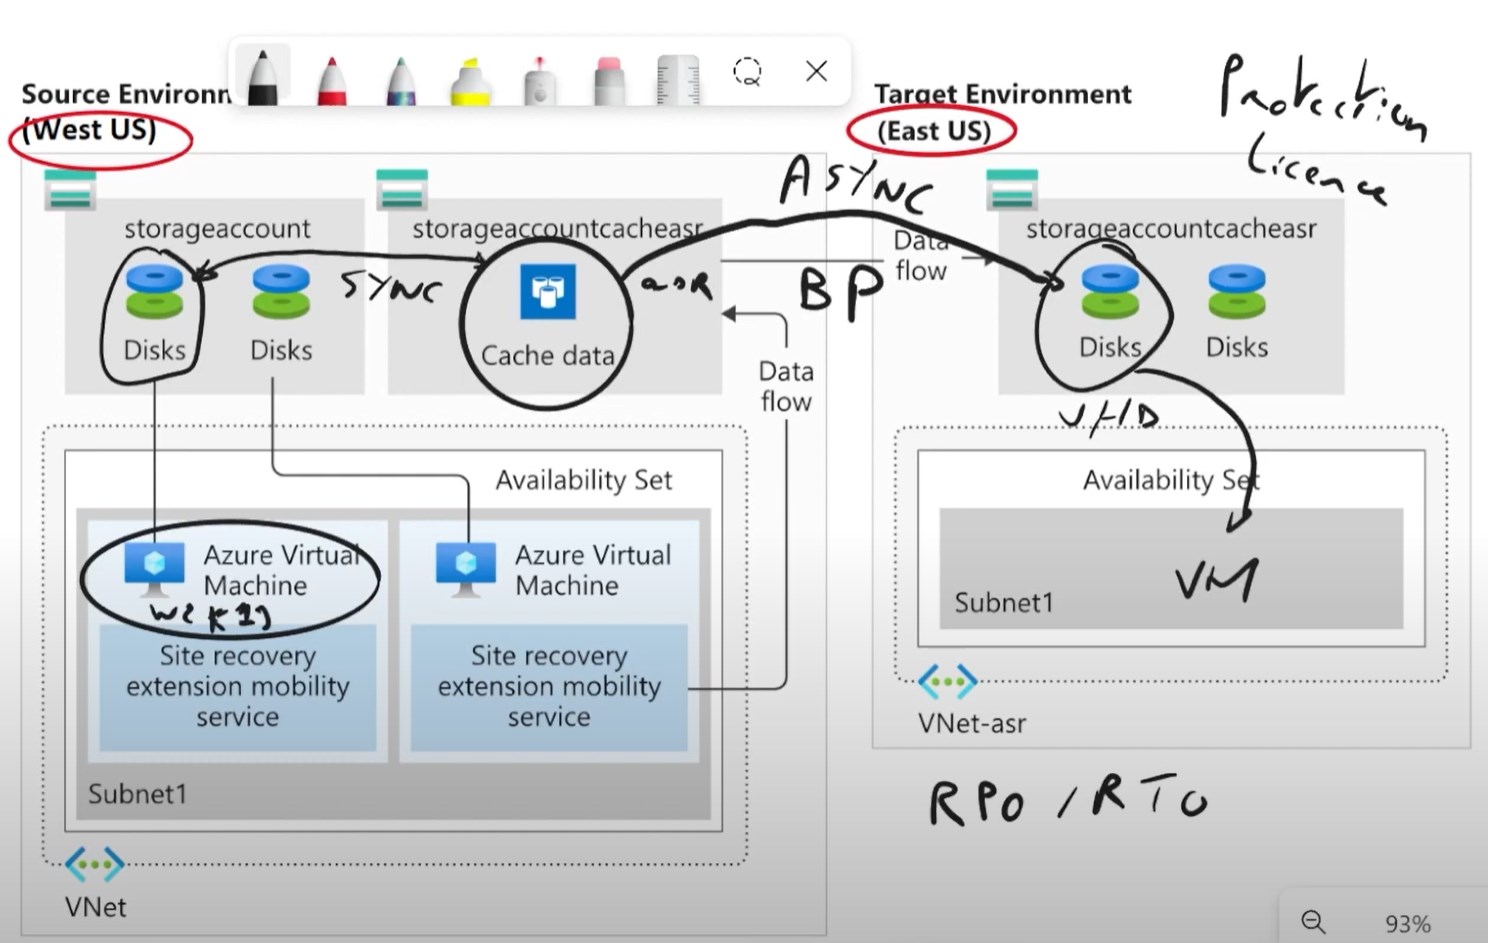 Source Environn
(West US)
Target Environment
(East US)
Protection
Licence
storageaccount
storageaccountcacheasr
ASYNC
Data
flow
storageaccountcacheasr
SYNC
asr
BP
Disks
Disks
Cache data
Data
flow
Disks
Disks
VHD
Availability Set
Azure Virtual
Machine
Azure Virtual
Machine
Site recovery
extension mobility
service
Site recovery
extension mobility
service
Subnet1
VNet
Availability Set
VM
Subnet1
VNet-asr
RPO / RTO
93%